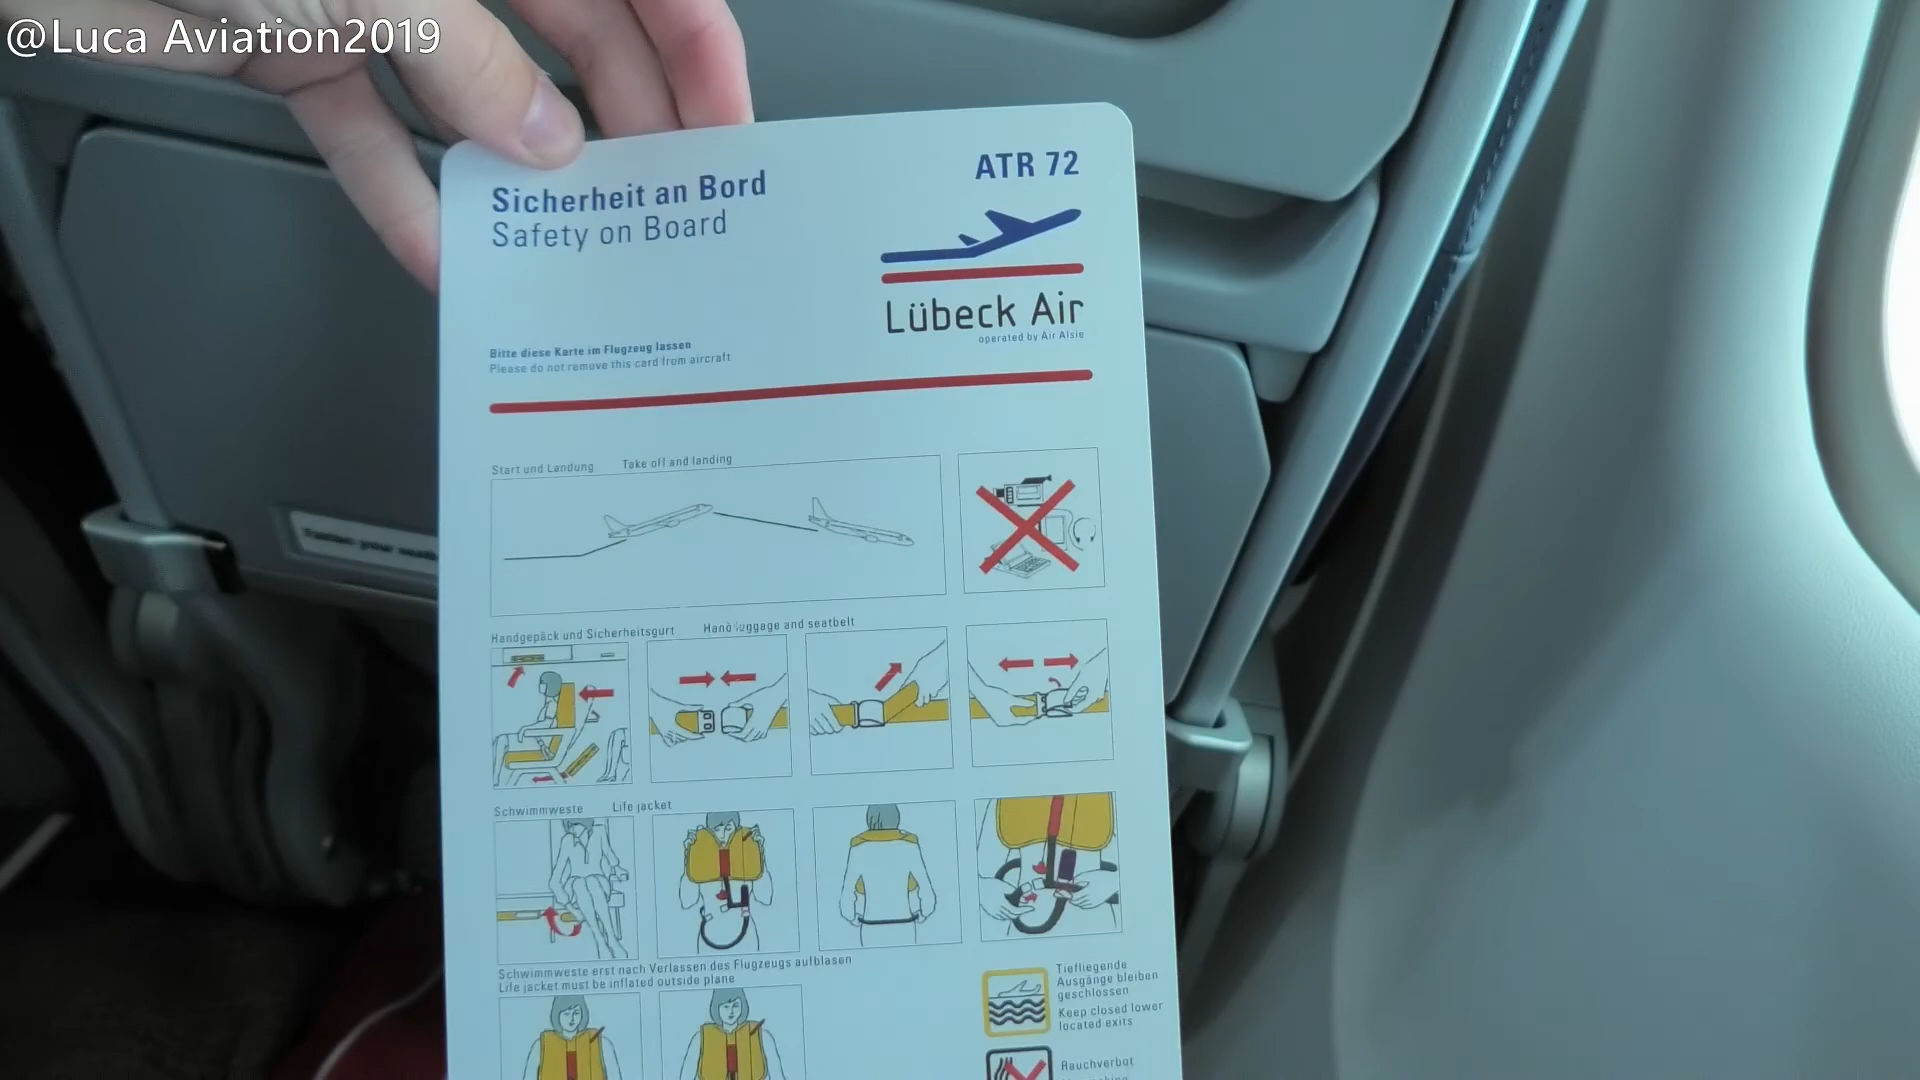 @Luca Aviation2019
Sicherheit an Bord
Safety on Board
ATR 72
Lübeck Air
operated by Air Alsie
Bitte diese Karte im Flugzeug lassen
Please do not remove this card from aircraft
Start und Landung Take off and landing
Handgepäck und Sicherheitsgurt Hand luggage and seatbelt
Schwimmweste Life jacket
Schwimmweste erst nach Verlassen des Flugzeugs aufblasen
Life jacket must be inflated outside plane
Tiefliegende
Ausgänge bleiben
geschlossen
Keep closed lower
located exits
Rauchverbot
Fasten your